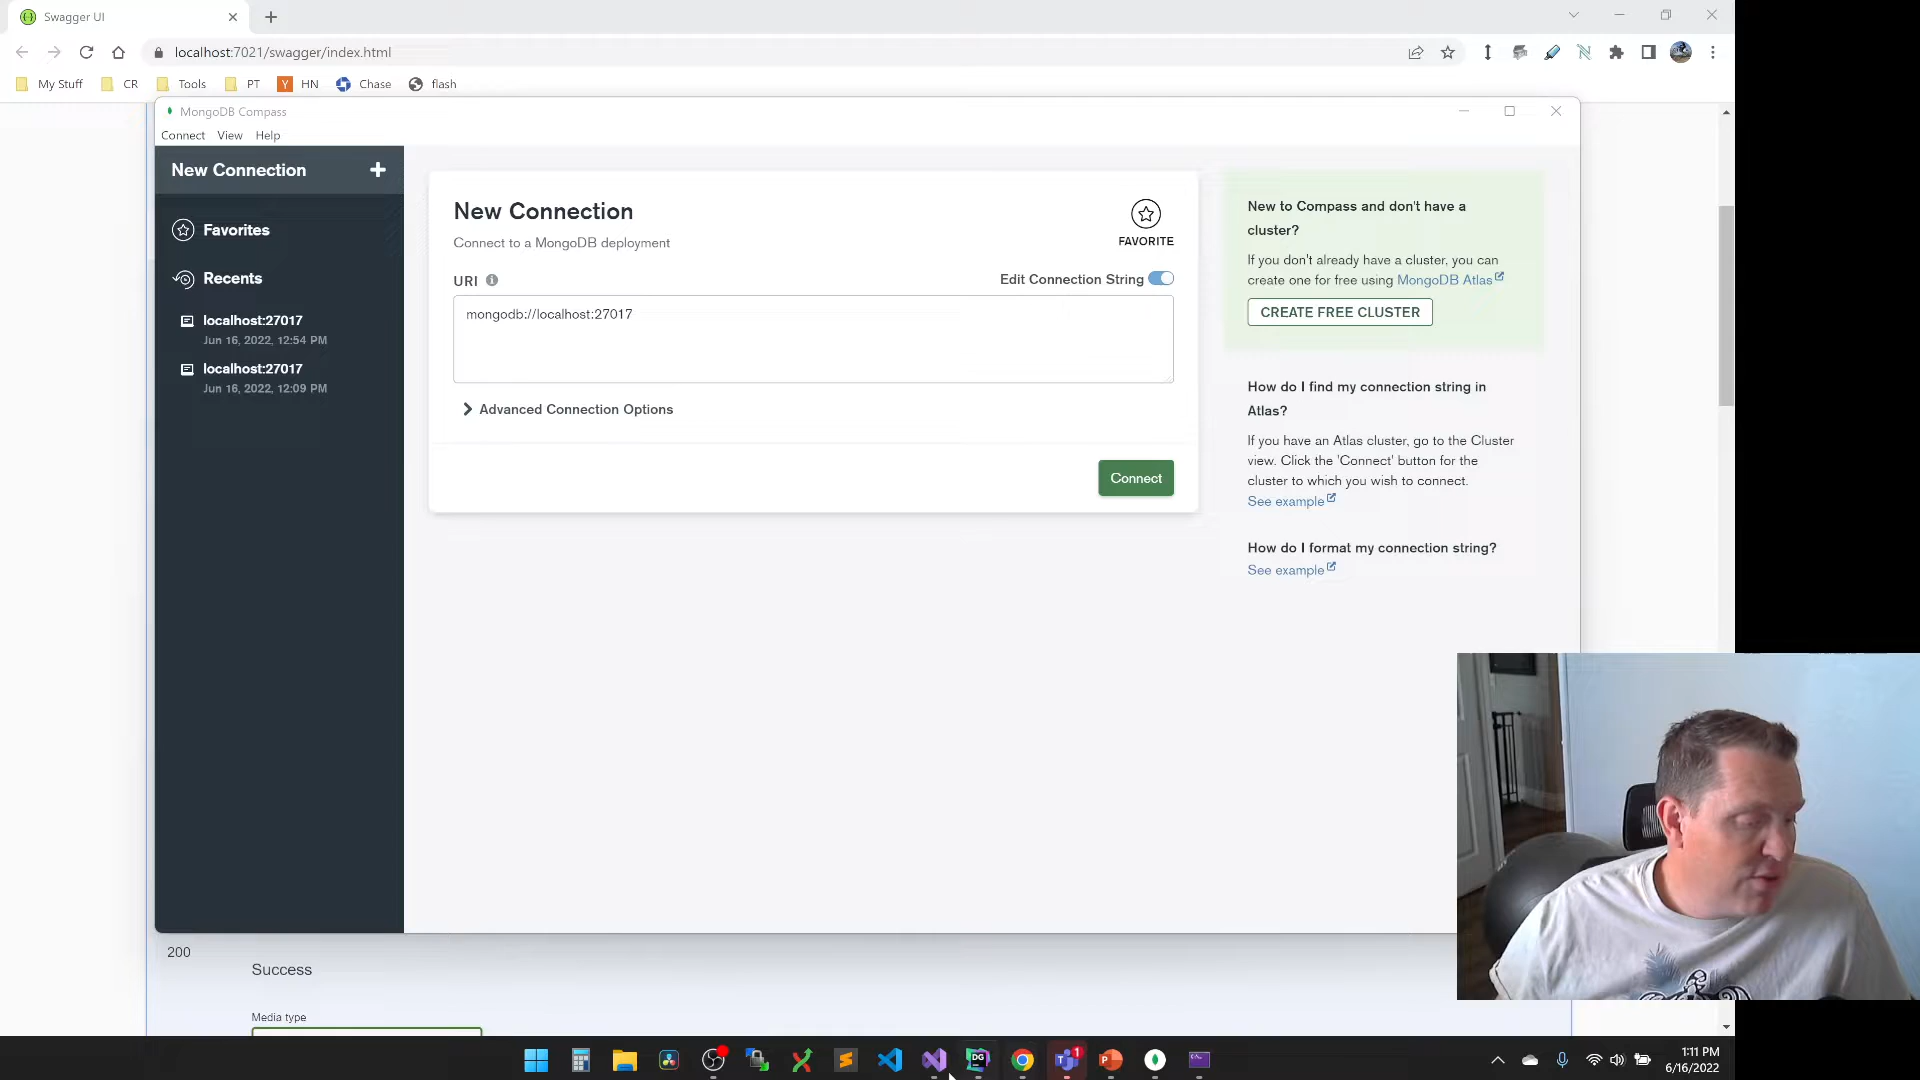 Swagger UI
localhost:7021/swagger/index.html
My Stuff
CR
Tools
PT
Y
HN
Chase
flash
MongoDB Compass
Connect View Help
New Connection
Favorites
Recents
localhost:27017
Jun 16, 2022, 12:54 PM
localhost:27017
Jun 16, 2022, 12:09 PM
New Connection
Connect to a MongoDB deployment
FAVORITE
URI
Edit Connection String
mongodb://localhost:27017
Advanced Connection Options
Connect
New to Compass and don't have a
cluster?
If you don't already have a cluster, you can
create one for free using MongoDB Atlas
CREATE FREE CLUSTER
How do I find my connection string in
Atlas?
If you have an Atlas cluster, go to the Cluster
view. Click the 'Connect' button for the
cluster to which you wish to connect.
See example
How do I format my connection string?
See example
200
Success
Media type
DG
1
P
1:11 PM
6/16/2022